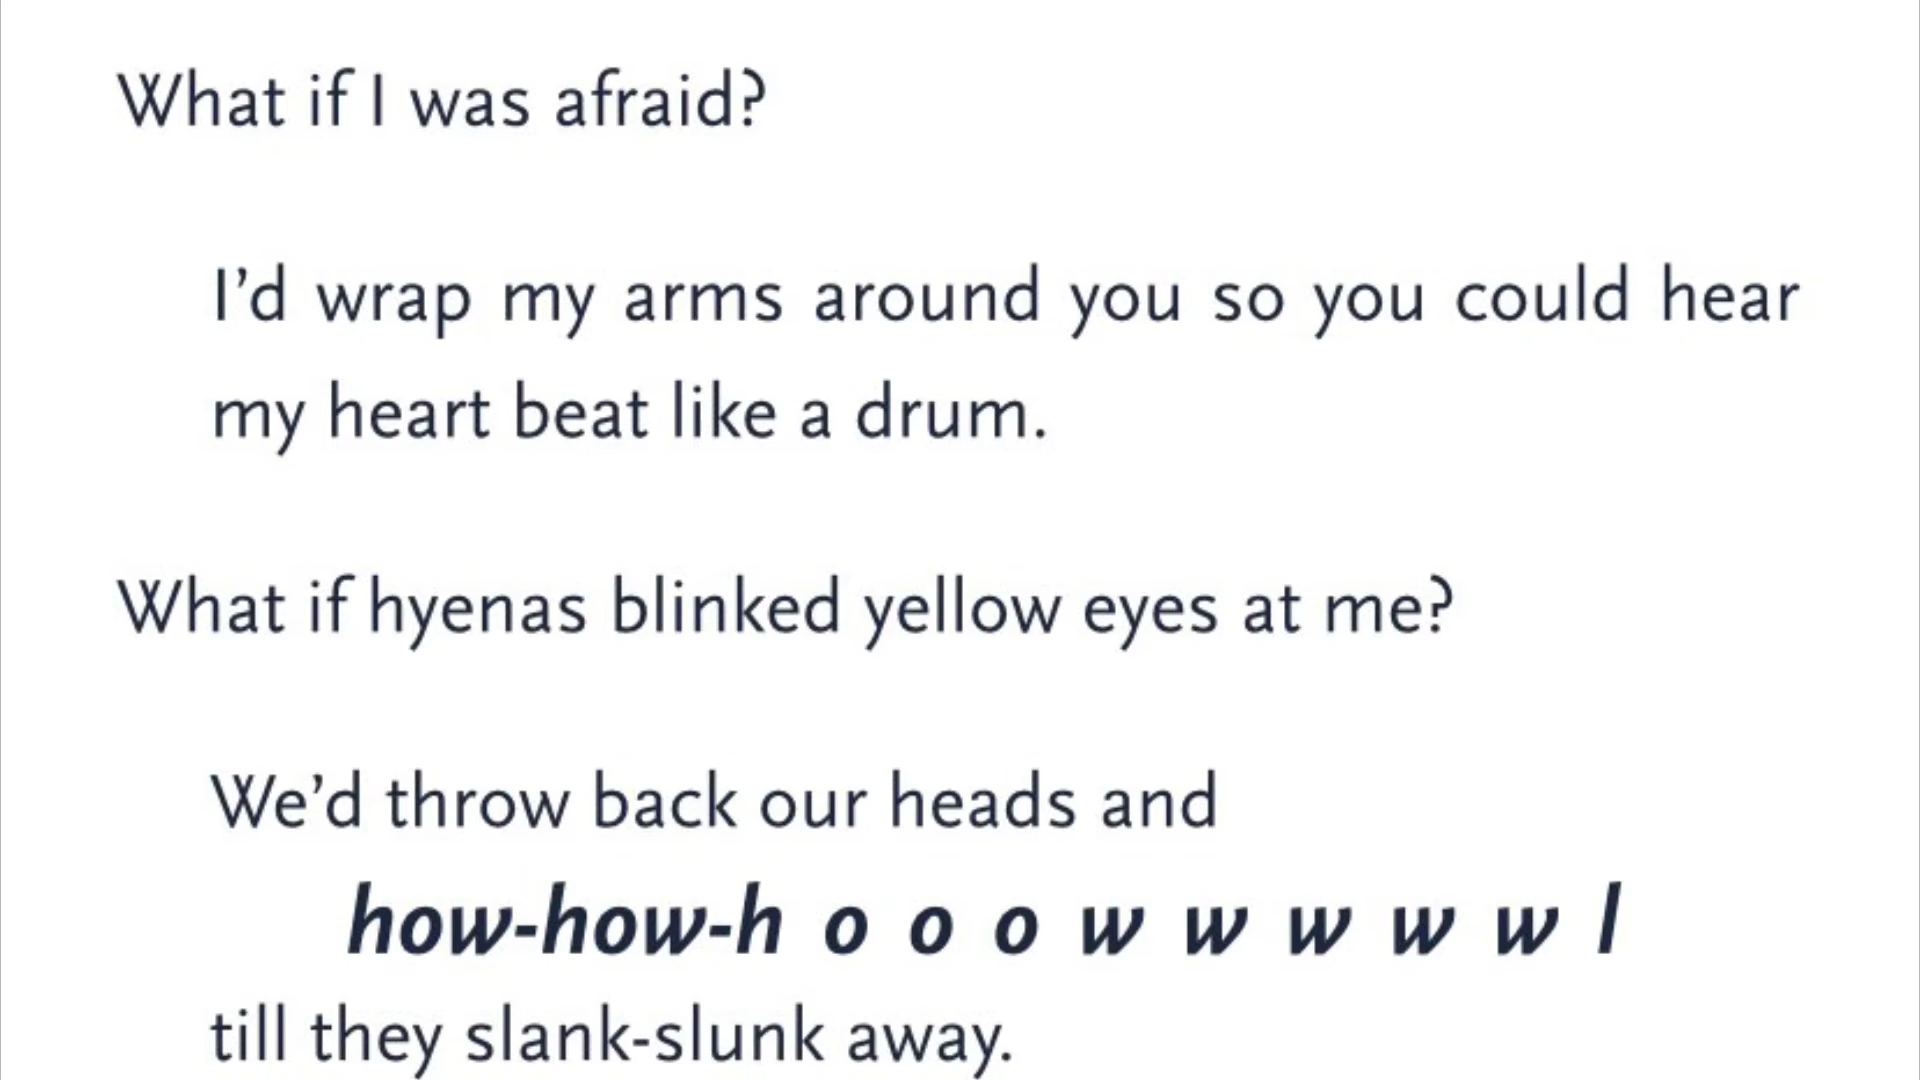 What if I was afraid?
I’d wrap my arms around you so you could hear
my heart beat like a drum.
What if hyenas blinked yellow eyes at me?
We’d throw back our heads and
how-how-h o o o w w w w w l
till they slank-slunk away.